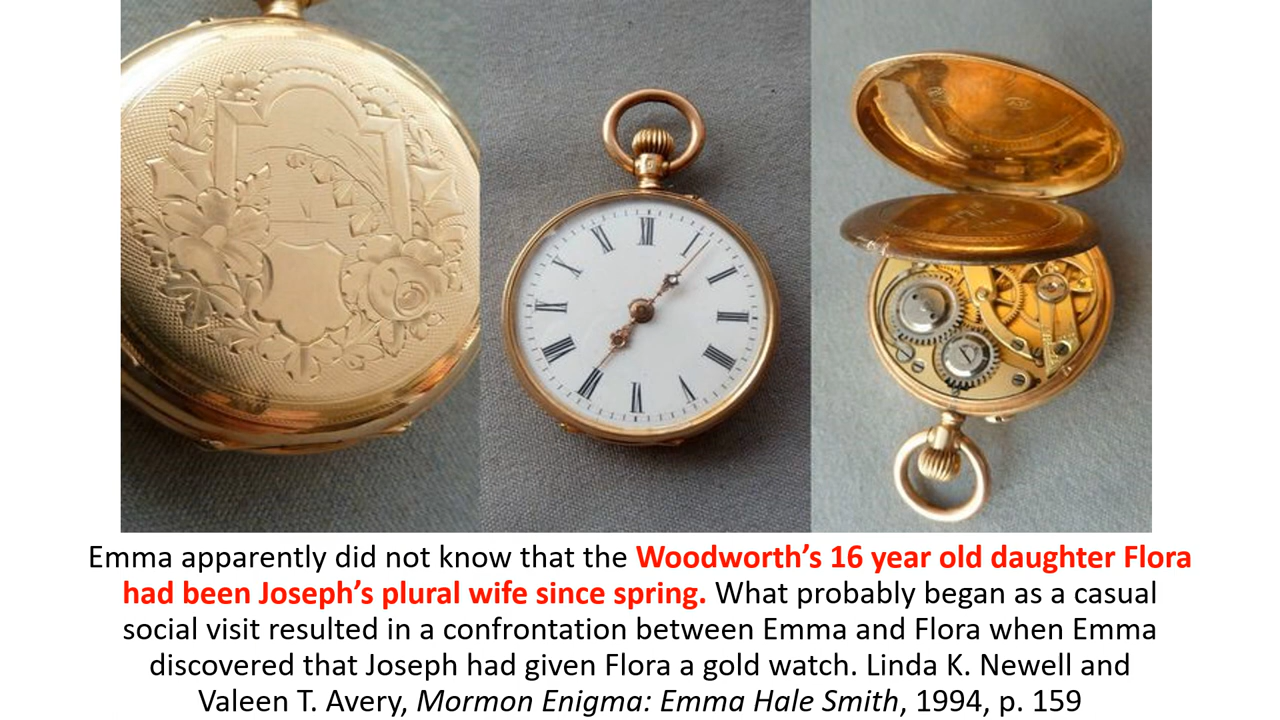 Emma apparently did not know that the Woodworth’s 16 year old daughter Flora
had been Joseph’s plural wife since spring. What probably began as a casual
social visit resulted in a confrontation between Emma and Flora when Emma
discovered that Joseph had given Flora a gold watch. Linda K. Newell and
Valeen T. Avery, Mormon Enigma: Emma Hale Smith, 1994, p. 159